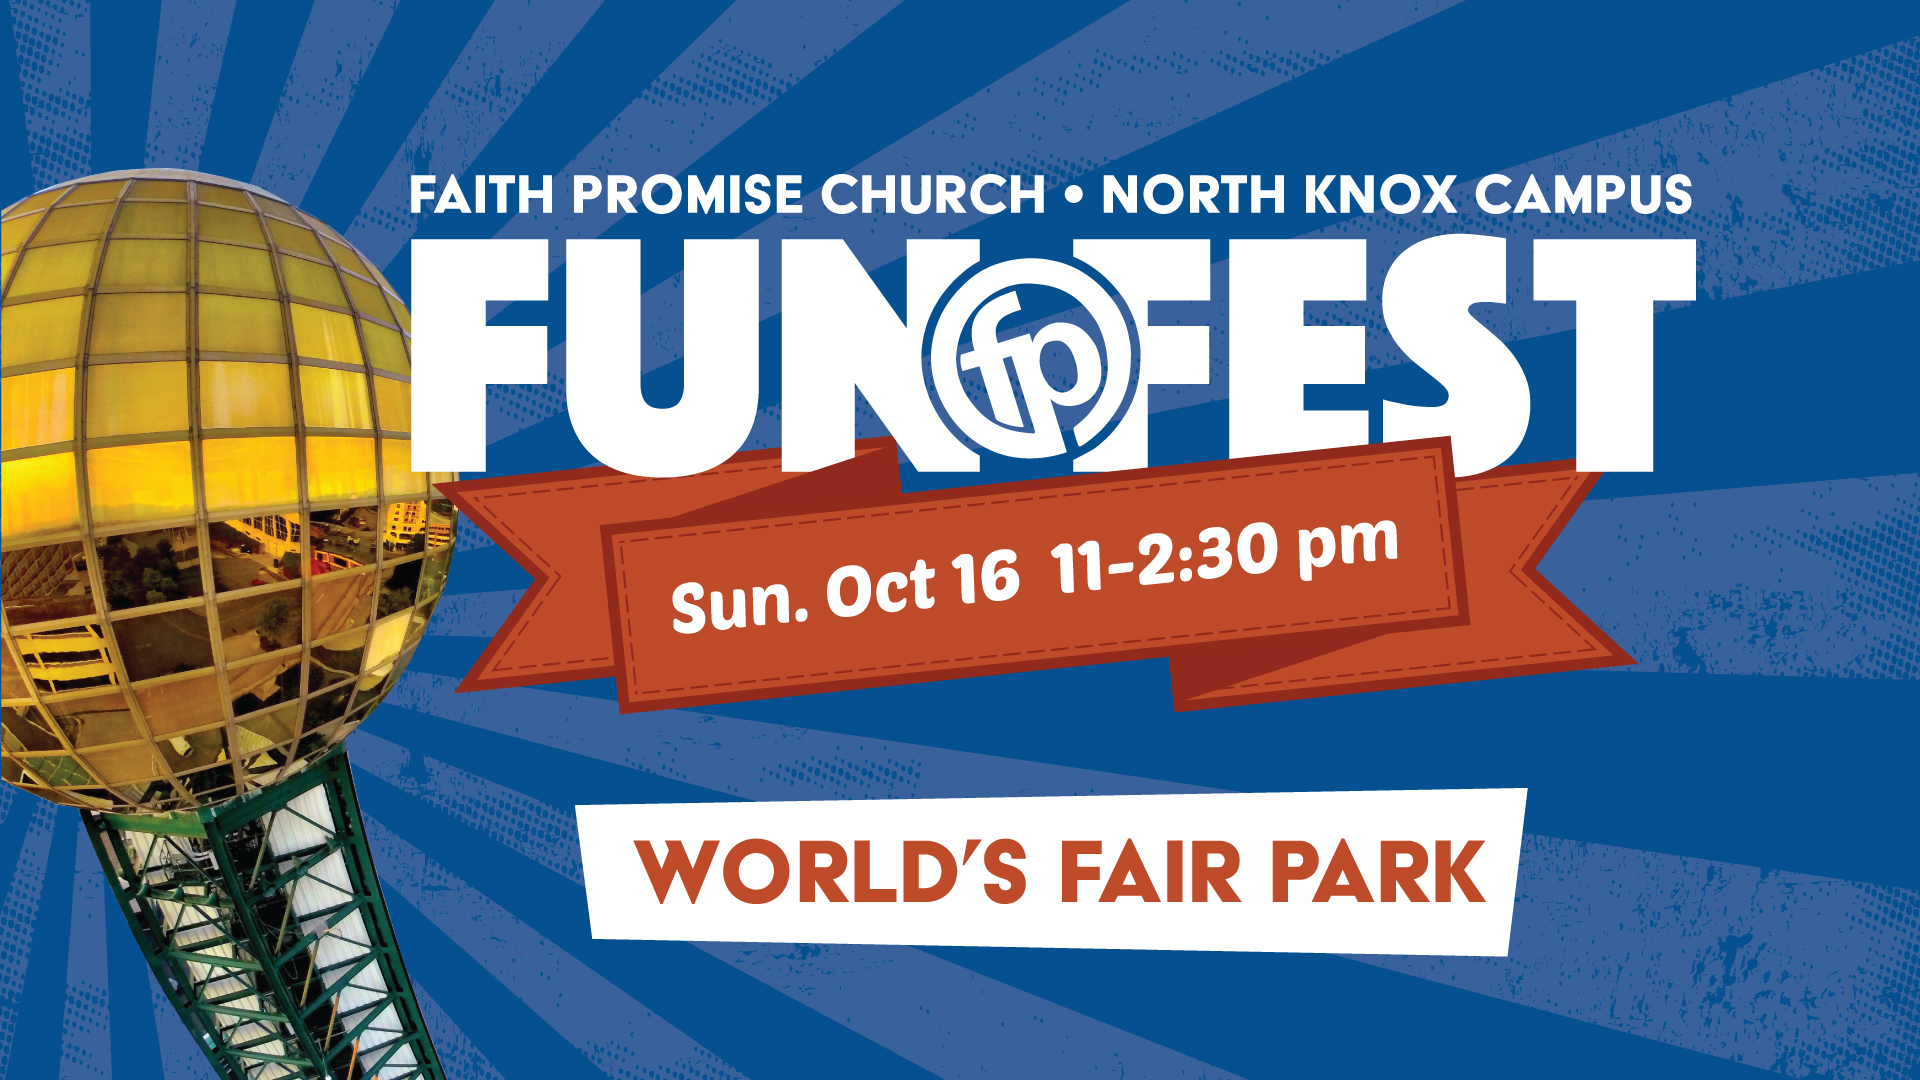 FAITH PROMISE CHURCH • NORTH KNOX CAMPUS
FUN fp FEST
Sun. Oct 16 11-2:30 pm
WORLD'S FAIR PARK